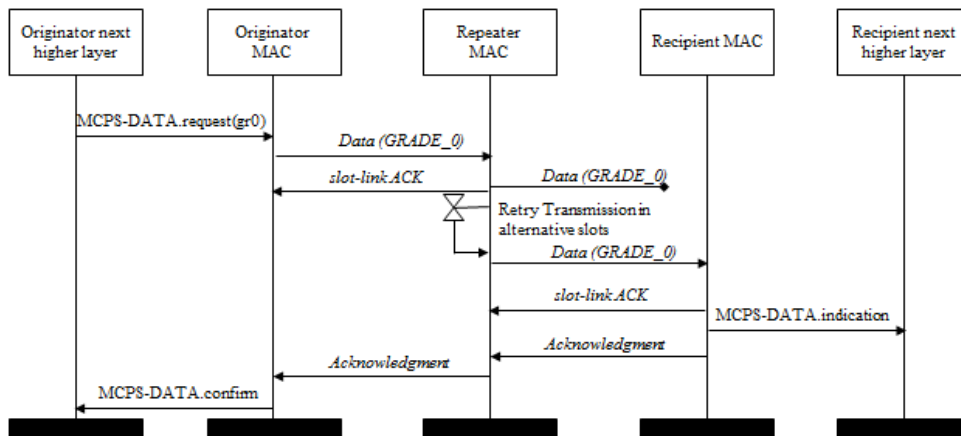 Originator next
higher layer
Originator
MAC
Repeater
MAC
Recipient MAC
Recipient next
higher layer
MCPS-DATA.request(gr0)
Data (GRADE_0)
slot-link ACK
Data (GRADE_0)
Retry Transmission in
alternative slots
Data (GRADE_0)
slot-link ACK
MCPS-DATA.indication
Acknowledgment
Acknowledgment
MCPS-DATA.confirm